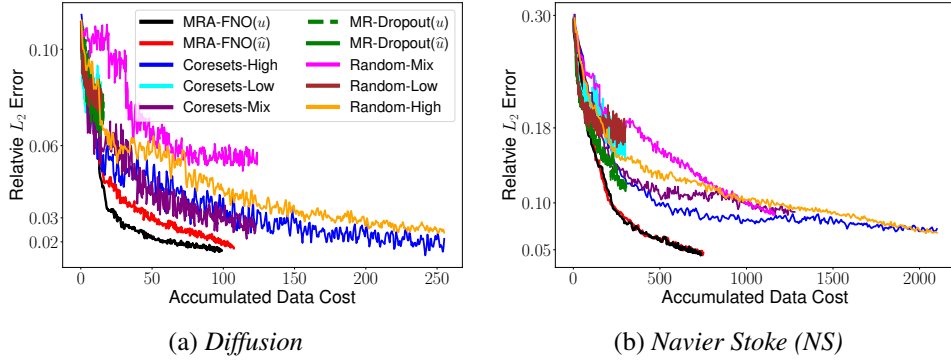 0.10
0.06
0.03
0.02
Relatvie L₂ Error
MRA-FNO(u)
MRA-FNO(û)
Coresets-High
Coresets-Low
Coresets-Mix
MR-Dropout(u)
MR-Dropout(û)
Random-Mix
Random-Low
Random-High
0 50 100 150 200 250
Accumulated Data Cost
(a) Diffusion
0.30
0.18
0.10
0.05
Relatvie L₂ Error
0 500 1000 1500 2000
Accumulated Data Cost
(b) Navier Stoke (NS)